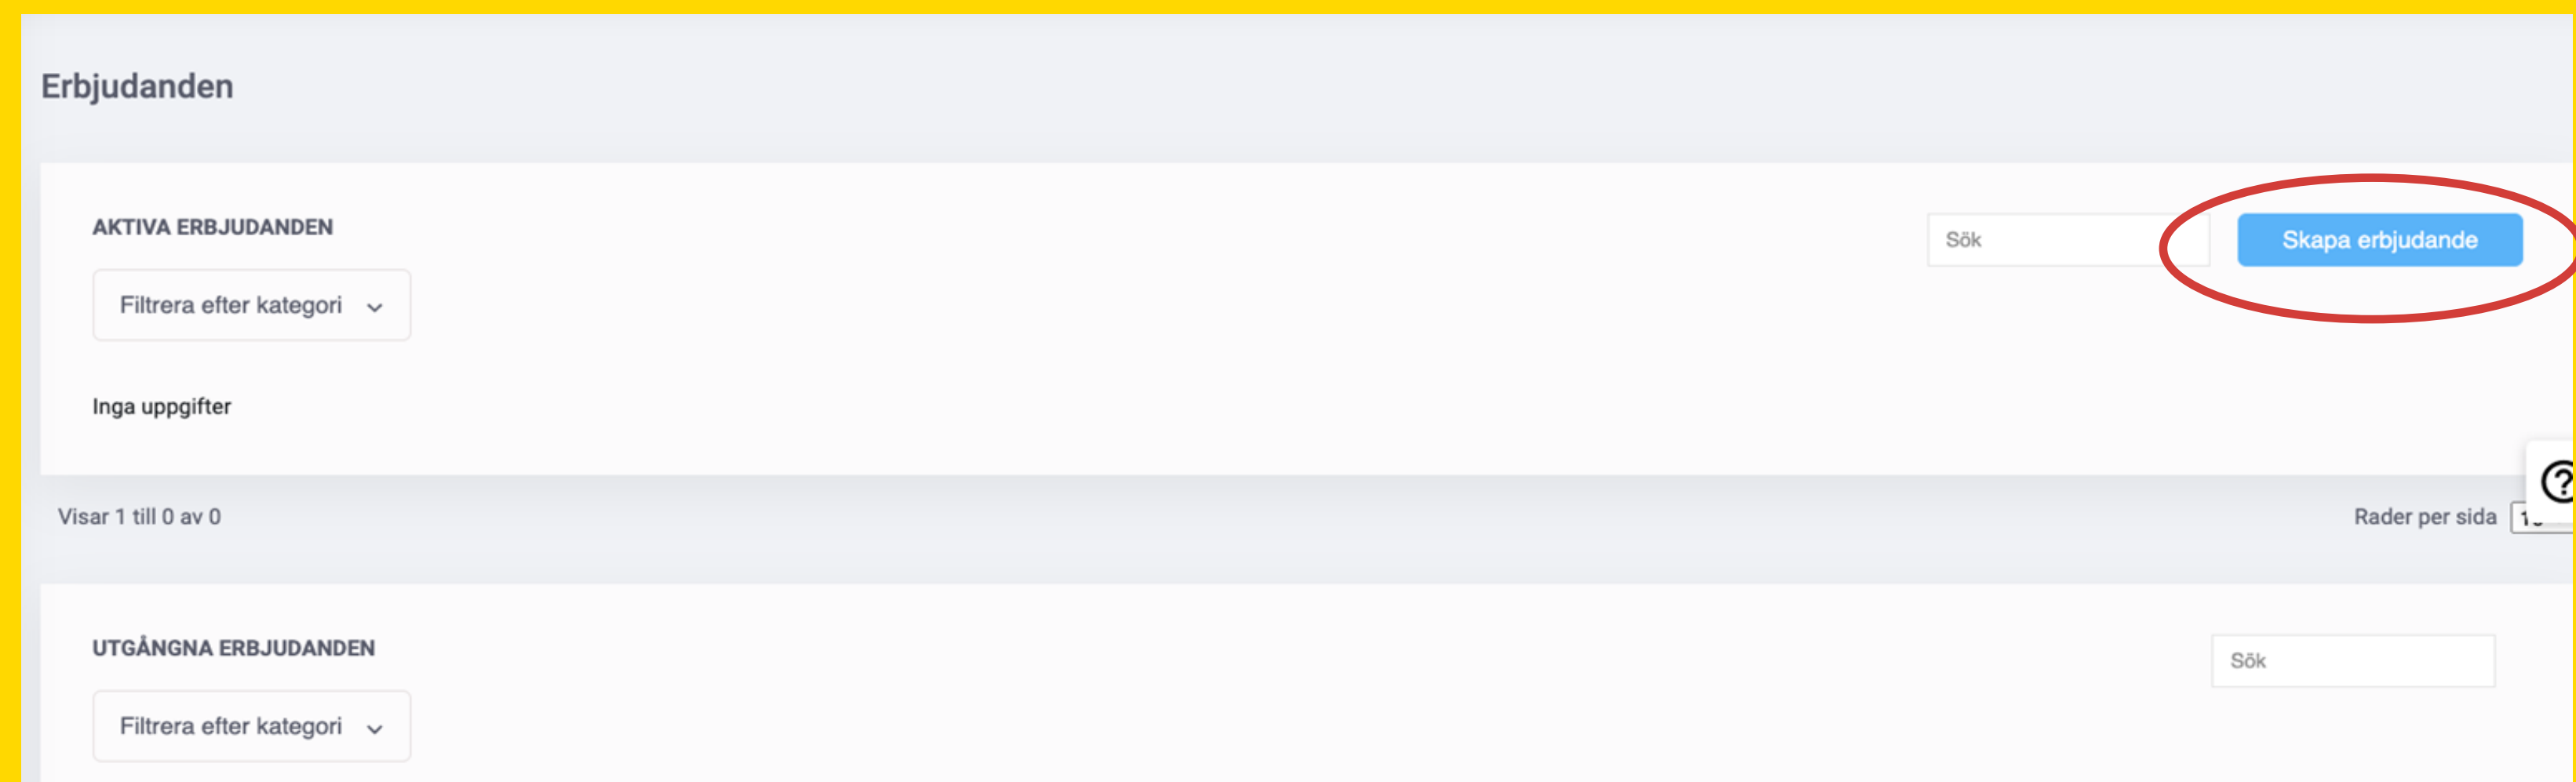 Erbjudanden
AKTIVA ERBJUDANDEN
Sök
Skapa erbjudande
Filtrera efter kategori
Inga uppgifter
Visar 1 till 0 av 0
Rader per sida
UTGÅNGNA ERBJUDANDEN
Sök
Filtrera efter kategori